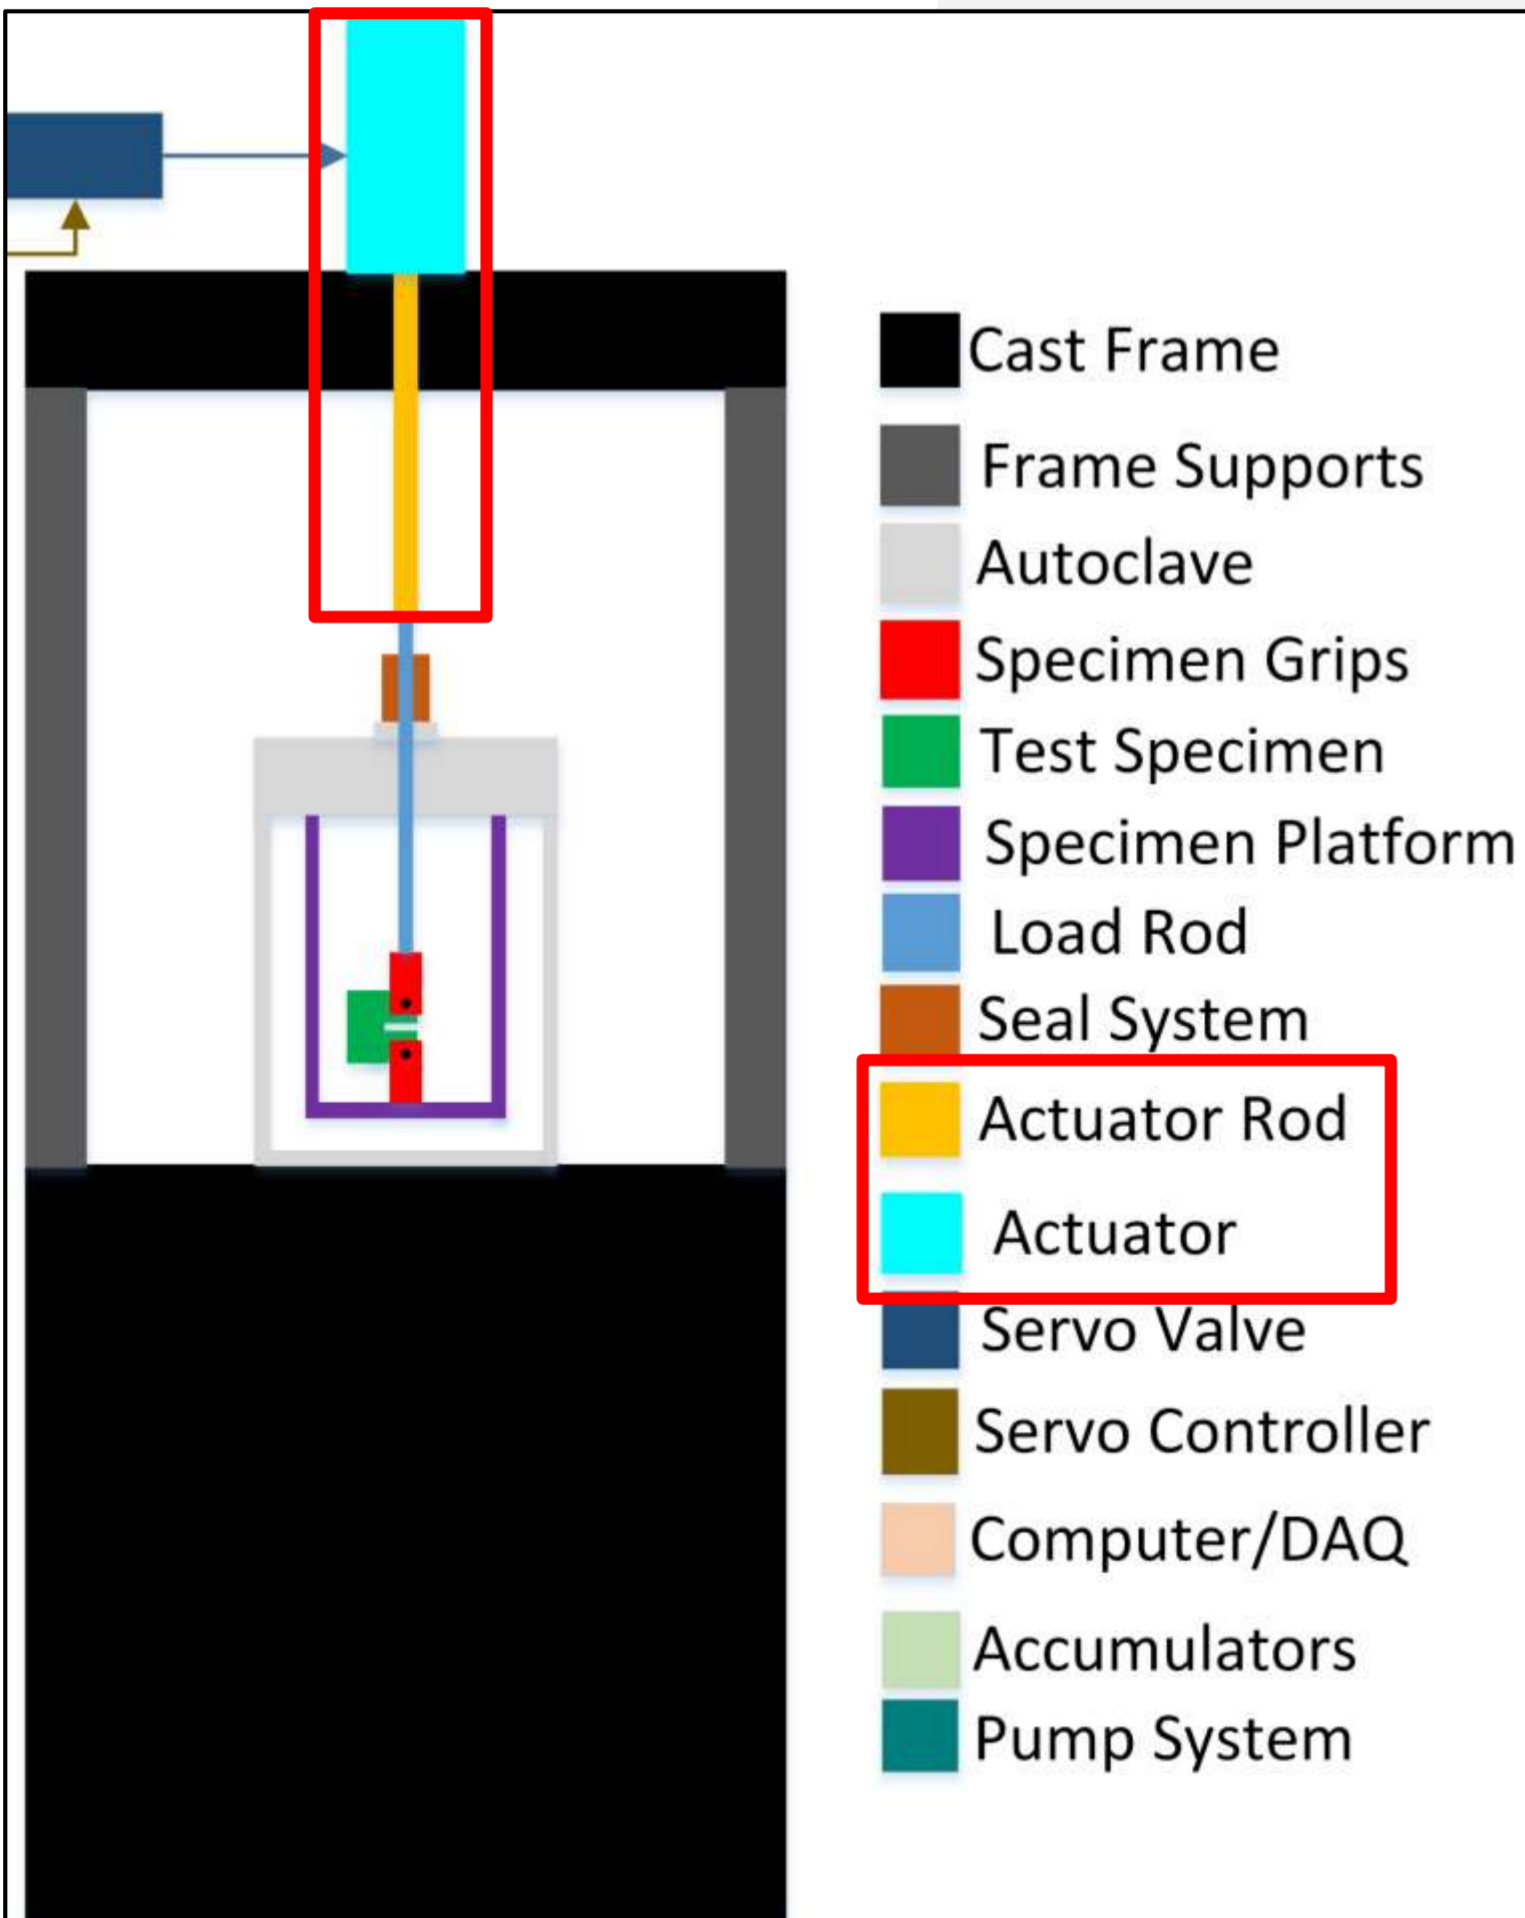 Cast Frame
Frame Supports
Autoclave
Specimen Grips
Test Specimen
Specimen Platform
Load Rod
Seal System
Actuator Rod
Actuator
Servo Valve
Servo Controller
Computer/DAQ
Accumulators
Pump System